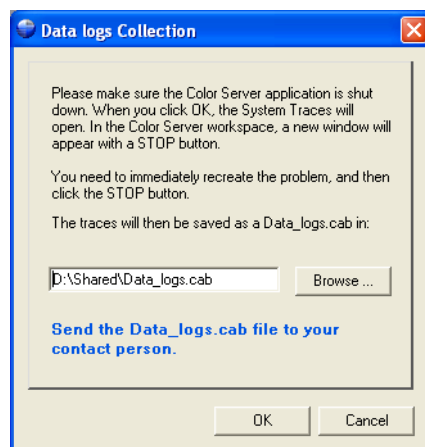 Data logs Collection
Please make sure the Color Server application is shut
down. When you click OK, the System Traces will
open. In the Color Server workspace, a new window will
appear with a STOP button.
You need to immediately recreate the problem, and then
click the STOP button.
The traces will then be saved as a Data_logs.cab in:
D:\Shared\Data_logs.cab
Browse ...
Send the Data_logs.cab file to your
contact person.
OK
Cancel